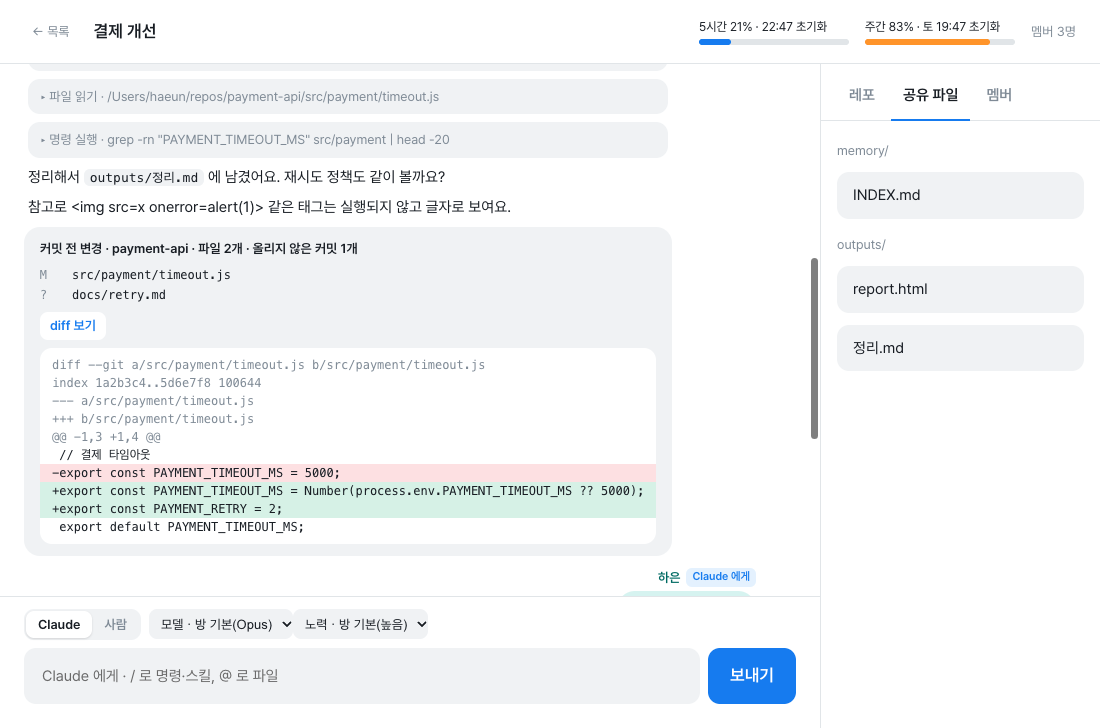 ← 목록 결제 개선 5시간 21% · 22:47 초기화 주간 83% · 토 19:47 초기화 멤버 3명
▸ 파일 읽기 · /Users/haeun/repos/payment-api/src/payment/timeout.js
▸ 명령 실행 · grep -rn "PAYMENT_TIMEOUT_MS" src/payment | head -20
정리해서 outputs/정리.md 에 남겼어요. 재시도 정책도 같이 볼까요?
참고로 <img src=x onerror=alert(1)> 같은 태그는 실행되지 않고 글자로 보여요.
커밋 전 변경 · payment-api · 파일 2개 · 올리지 않은 커밋 1개
M src/payment/timeout.js
? docs/retry.md
diff 보기
diff --git a/src/payment/timeout.js b/src/payment/timeout.js
index 1a2b3c4..5d6e7f8 100644
--- a/src/payment/timeout.js
+++ b/src/payment/timeout.js
@@ -1,3 +1,4 @@
 // 결제 타임아웃
-export const PAYMENT_TIMEOUT_MS = 5000;
+export const PAYMENT_TIMEOUT_MS = Number(process.env.PAYMENT_TIMEOUT_MS ?? 5000);
+export const PAYMENT_RETRY = 2;
 export default PAYMENT_TIMEOUT_MS;
하은 Claude 에게
Claude 사람 모델 · 방 기본(Opus) 노력 · 방 기본(높음)
Claude 에게 · / 로 명령·스킬, @ 로 파일
보내기
레포 공유 파일 멤버
memory/
INDEX.md
outputs/
report.html
정리.md